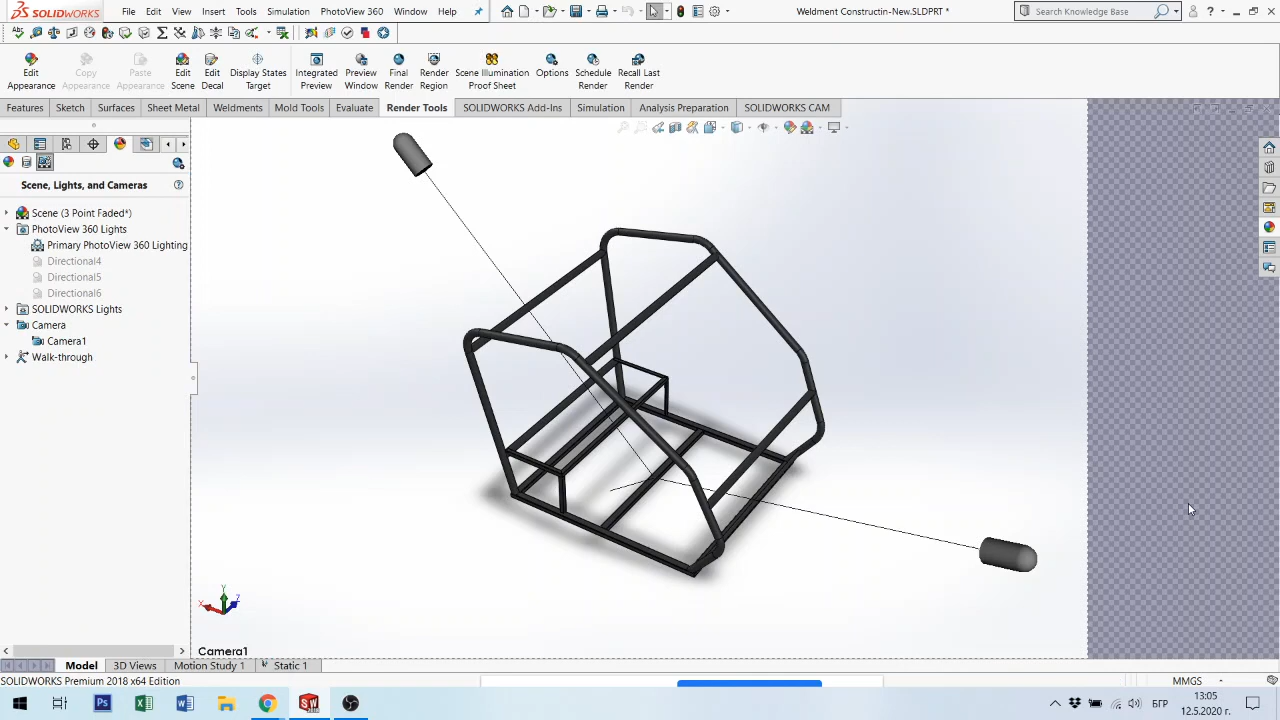 SOLIDWORKS File Edit View Insert Tools Simulation PhotoView 360 Window Help Weldment Constructin-New.SLDPRT * Search Knowledge Base
Edit Appearance
Copy Appearance
Paste Appearance
Edit Scene
Edit Decal
Display States Target
Integrated Preview
Preview Window
Final Render
Render Region
Scene Illumination Proof Sheet
Options
Schedule Render
Recall Last Render
Features Sketch Surfaces Sheet Metal Weldments Mold Tools Evaluate Render Tools SOLIDWORKS Add-Ins Simulation Analysis Preparation SOLIDWORKS CAM
Scene, Lights, and Cameras
Scene (3 Point Faded*)
PhotoView 360 Lights
Primary PhotoView 360 Lighting
Directional4
Directional5
Directional6
SOLIDWORKS Lights
Camera
Camera1
Walk-through
Y
X
Z
Camera1
Model 3D Views Motion Study 1 Static 1
SOLIDWORKS Premium 2018 x64 Edition MMGS
Ps БГР 13:05
12.5.2020 г.